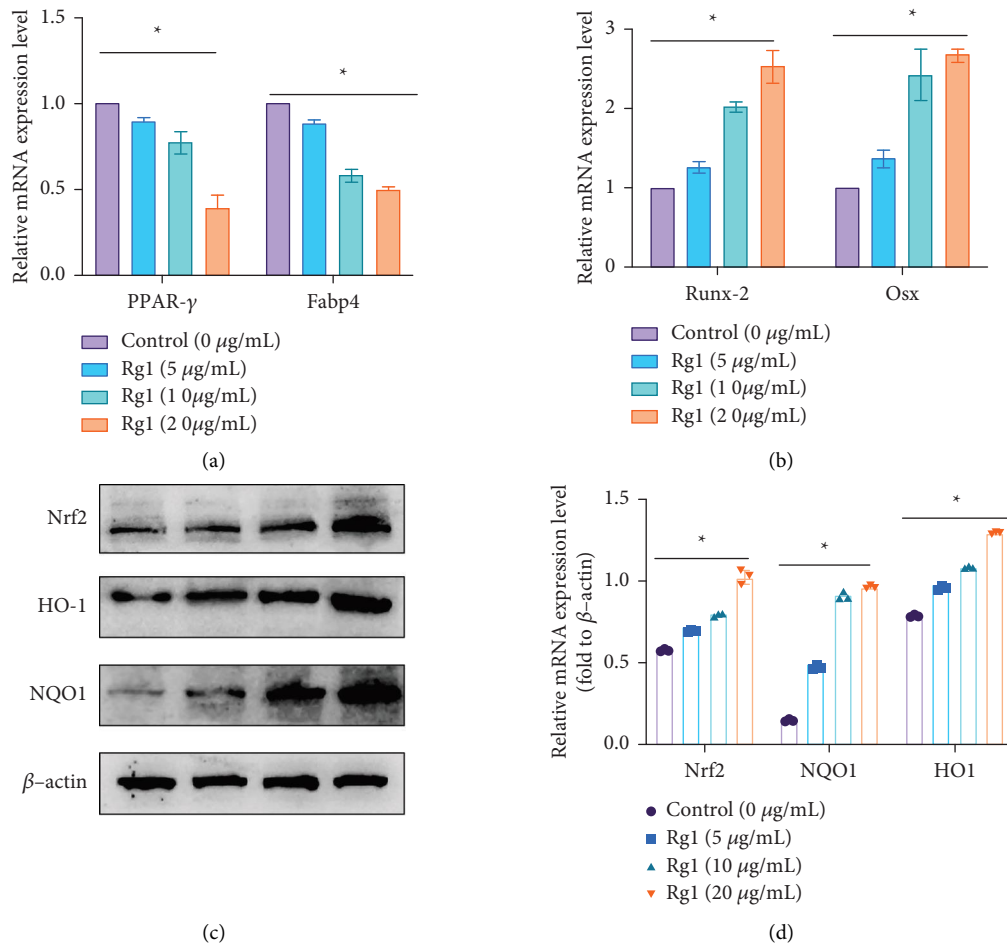 Relative mRNA expression level
1.5
1.0
0.5
0.0
*
*
PPAR-γ
Fabp4
Control (0 μg/mL)
Rg1 (5 μg/mL)
Rg1 (1 0μg/mL)
Rg1 (2 0μg/mL)
(a)
Relative mRNA expression level
3
2
1
0
*
*
Runx-2
Osx
Control (0 μg/mL)
Rg1 (5 μg/mL)
Rg1 (1 0μg/mL)
Rg1 (2 0μg/mL)
(b)
Nrf2
HO-1
NQO1
β–actin
(c)
Relative mRNA expression level
(fold to β–actin)
1.5
1.0
0.5
0.0
*
*
*
Nrf2
NQO1
HO1
Control (0 μg/mL)
Rg1 (5 μg/mL)
Rg1 (10 μg/mL)
Rg1 (20 μg/mL)
(d)